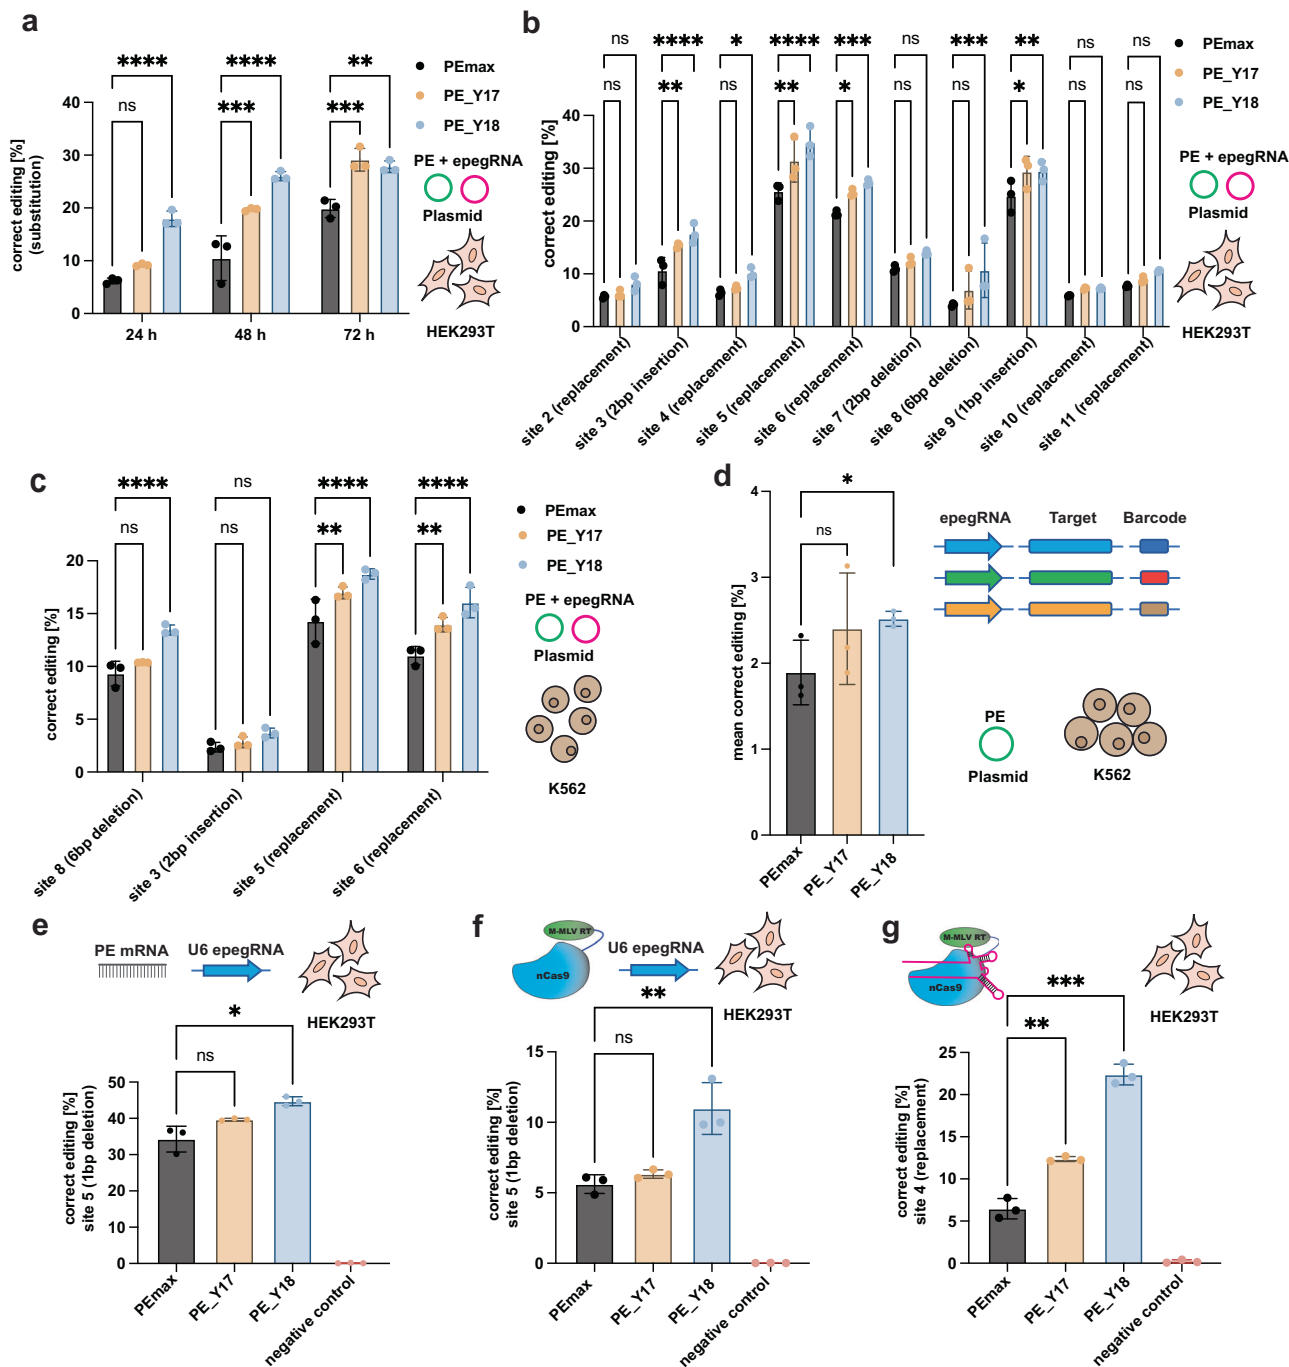 a
****
****
**
ns
***
***
PEmax
PE_Y17
PE_Y18
correct editing [%]
(substitution)
40
30
20
10
0
24 h
48 h
72 h
PE + epegRNA
Plasmid
HEK293T
b
ns
****
*
****
***
ns
***
**
ns
ns
ns
**
ns
**
*
ns
ns
*
ns
ns
PEmax
PE_Y17
PE_Y18
correct editing [%]
40
30
20
10
0
site 2 (replacement)
site 3 (2bp insertion)
site 4 (replacement)
site 5 (replacement)
site 6 (replacement)
site 7 (2bp deletion)
site 8 (6bp deletion)
site 9 (1bp insertion)
site 10 (replacement)
site 11 (replacement)
PE + epegRNA
Plasmid
HEK293T
c
****
ns
****
****
ns
ns
**
**
PEmax
PE_Y17
PE_Y18
correct editing [%]
20
15
10
5
0
site 8 (6bp deletion)
site 3 (2bp insertion)
site 5 (replacement)
site 6 (replacement)
PE + epegRNA
Plasmid
K562
d
*
ns
mean correct editing [%]
4
3
2
1
0
PEmax
PE_Y17
PE_Y18
epegRNA
Target
Barcode
PE
Plasmid
K562
e
PE mRNA
U6 epegRNA
HEK293T
*
ns
correct editing [%]
site 5 (1bp deletion)
50
40
30
20
10
0
PEmax
PE_Y17
PE_Y18
negative control
f
M-MLV RT
nCas9
U6 epegRNA
HEK293T
**
ns
correct editing [%]
site 5 (1bp deletion)
15
10
5
0
PEmax
PE_Y17
PE_Y18
negative control
g
M-MLV RT
nCas9
HEK293T
***
**
correct editing [%]
site 4 (replacement)
25
20
15
10
5
0
PEmax
PE_Y17
PE_Y18
negative control